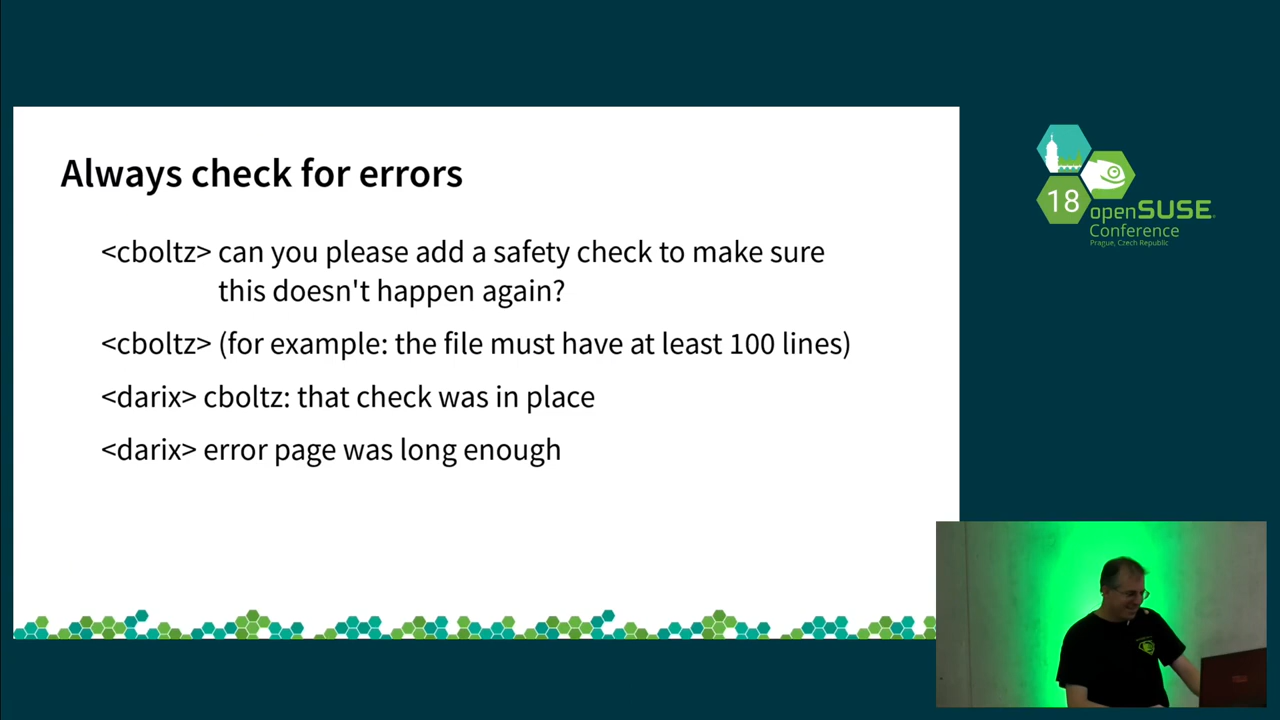 Always check for errors
<cboltz> can you please add a safety check to make sure
this doesn't happen again?
<cboltz> (for example: the file must have at least 100 lines)
<darix> cboltz: that check was in place
<darix> error page was long enough
18
openSUSE
Conference
Prague, Czech Republic